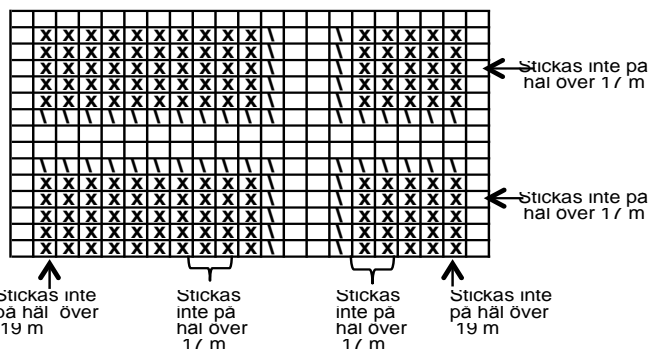 Stickas inte på
häl över 17 m
Stickas inte på
häl över 17 m
Stickas inte
på häl över
19 m
Stickas
inte på
häl över
17 m
Stickas
inte på
häl över
17 m
Stickas inte
på häl över
19 m